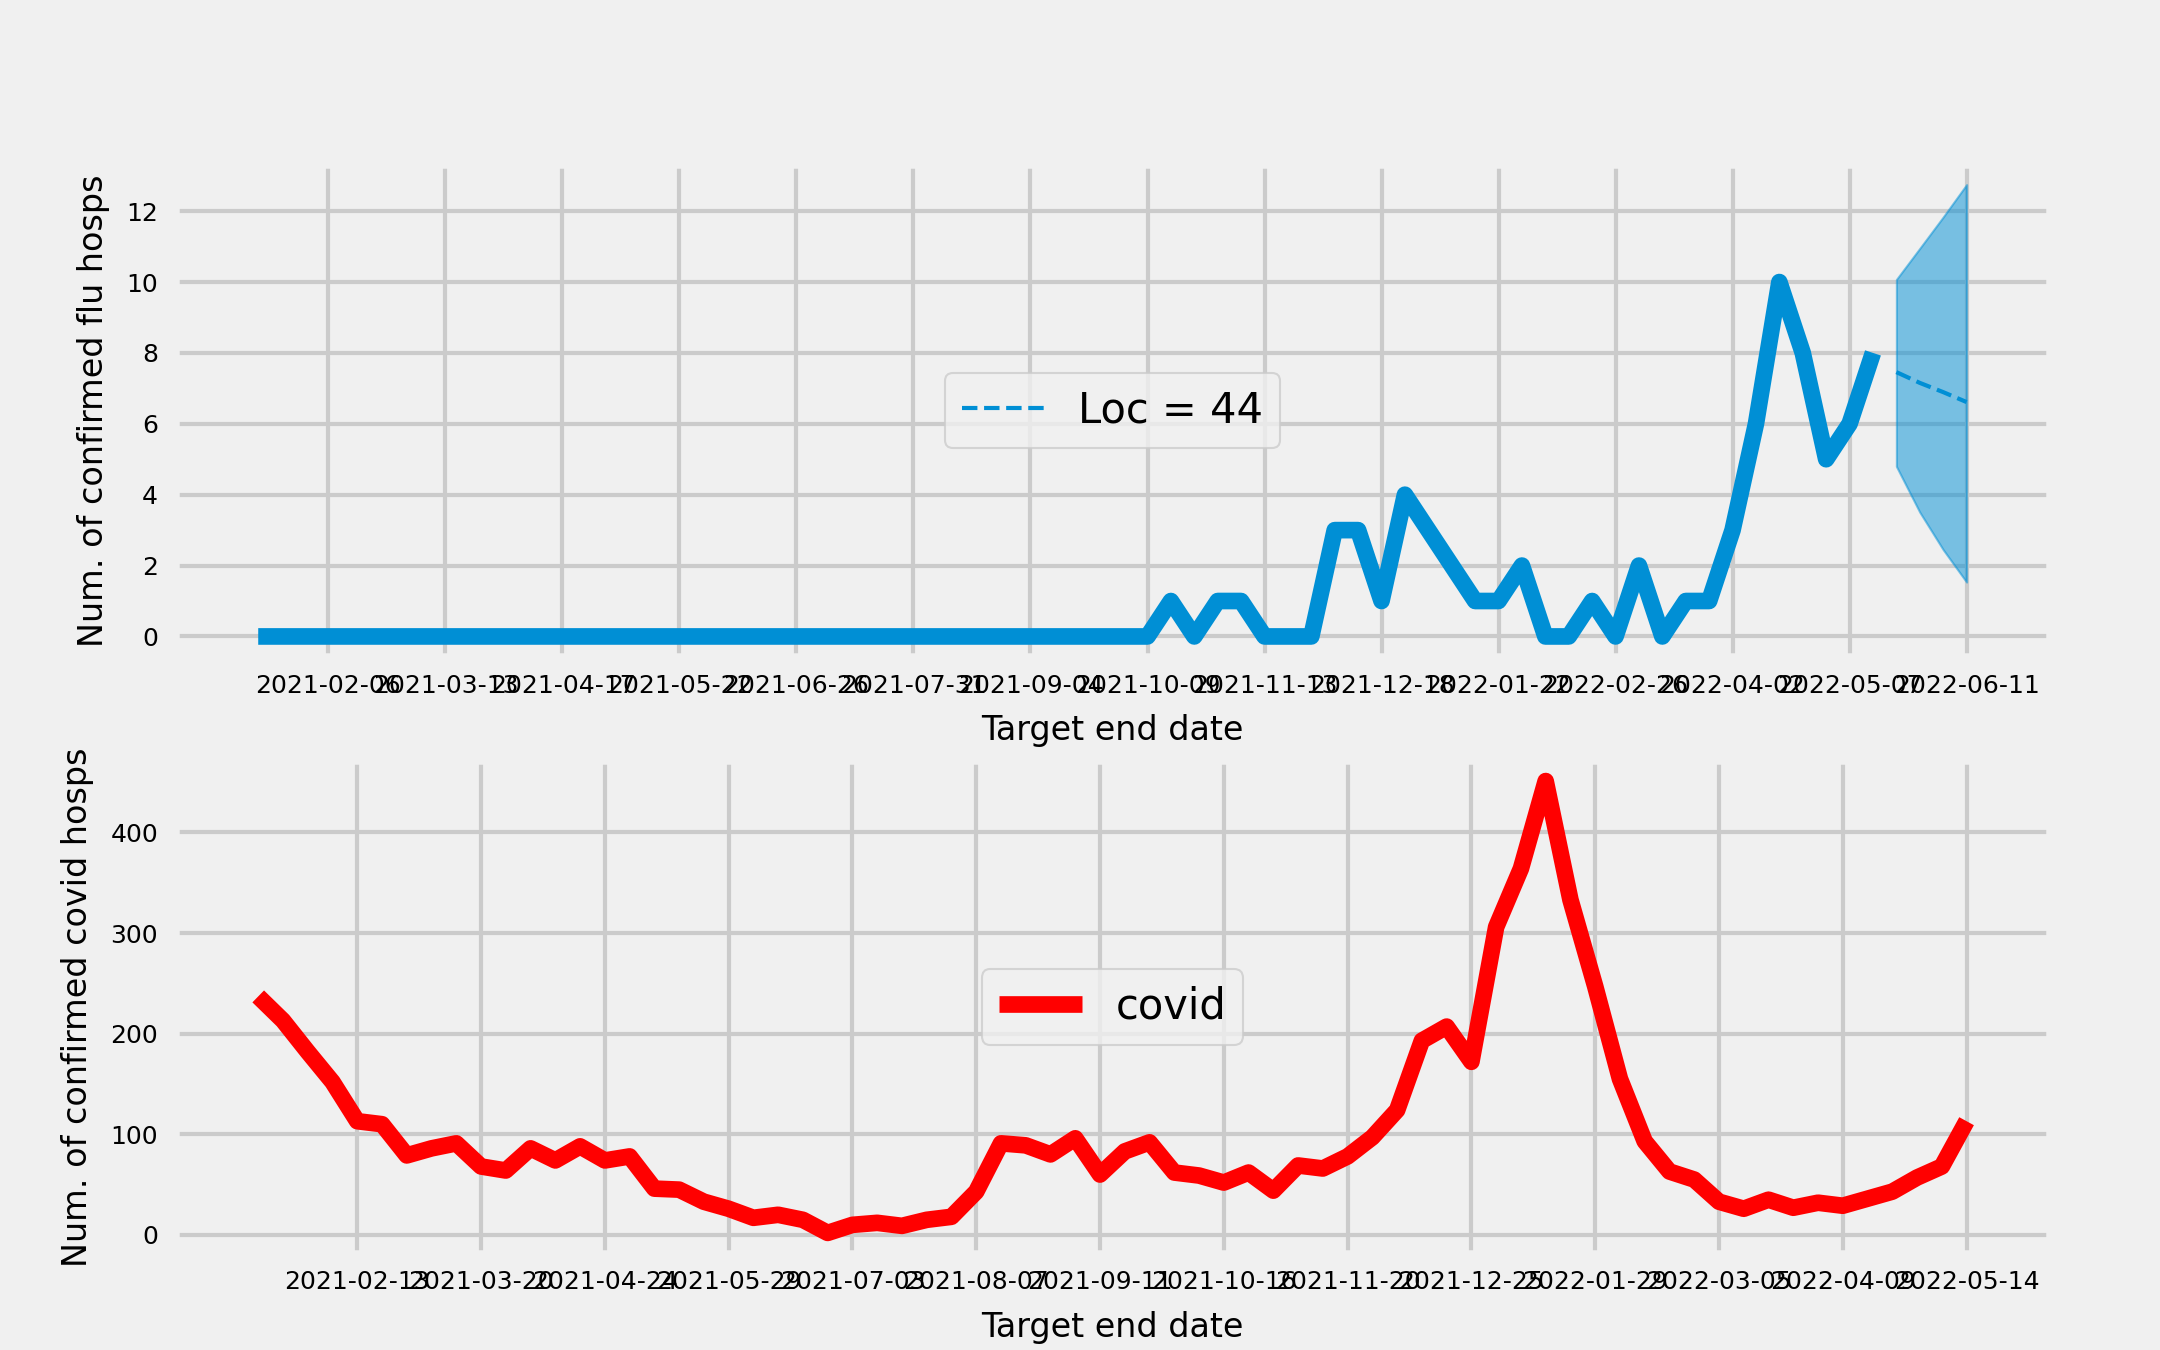 Num. of confirmed flu hosps
12
10
8
6
4
2
0
Loc = 44
2021-02-06 2021-03-13 2021-04-17 2021-05-22 2021-06-26 2021-07-31 2021-09-04 2021-10-09 2021-11-13 2021-12-18 2022-01-22 2022-02-26 2022-04-02 2022-05-07 2022-06-11
Target end date
Num. of confirmed covid hosps
400
300
200
100
0
covid
2021-02-13 2021-03-20 2021-04-24 2021-05-29 2021-07-03 2021-08-07 2021-09-11 2021-10-16 2021-11-20 2021-12-25 2022-01-29 2022-03-05 2022-04-09 2022-05-14
Target end date